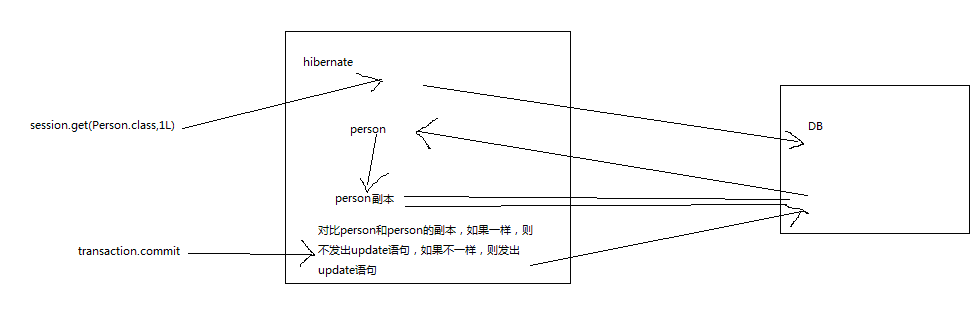 hibernate
session.get(Person.class,1L)
person
DB
person副本
对比person和person的副本，如果一样，则
不发出update语句，如果不一样，则发出
update语句
transaction.commit